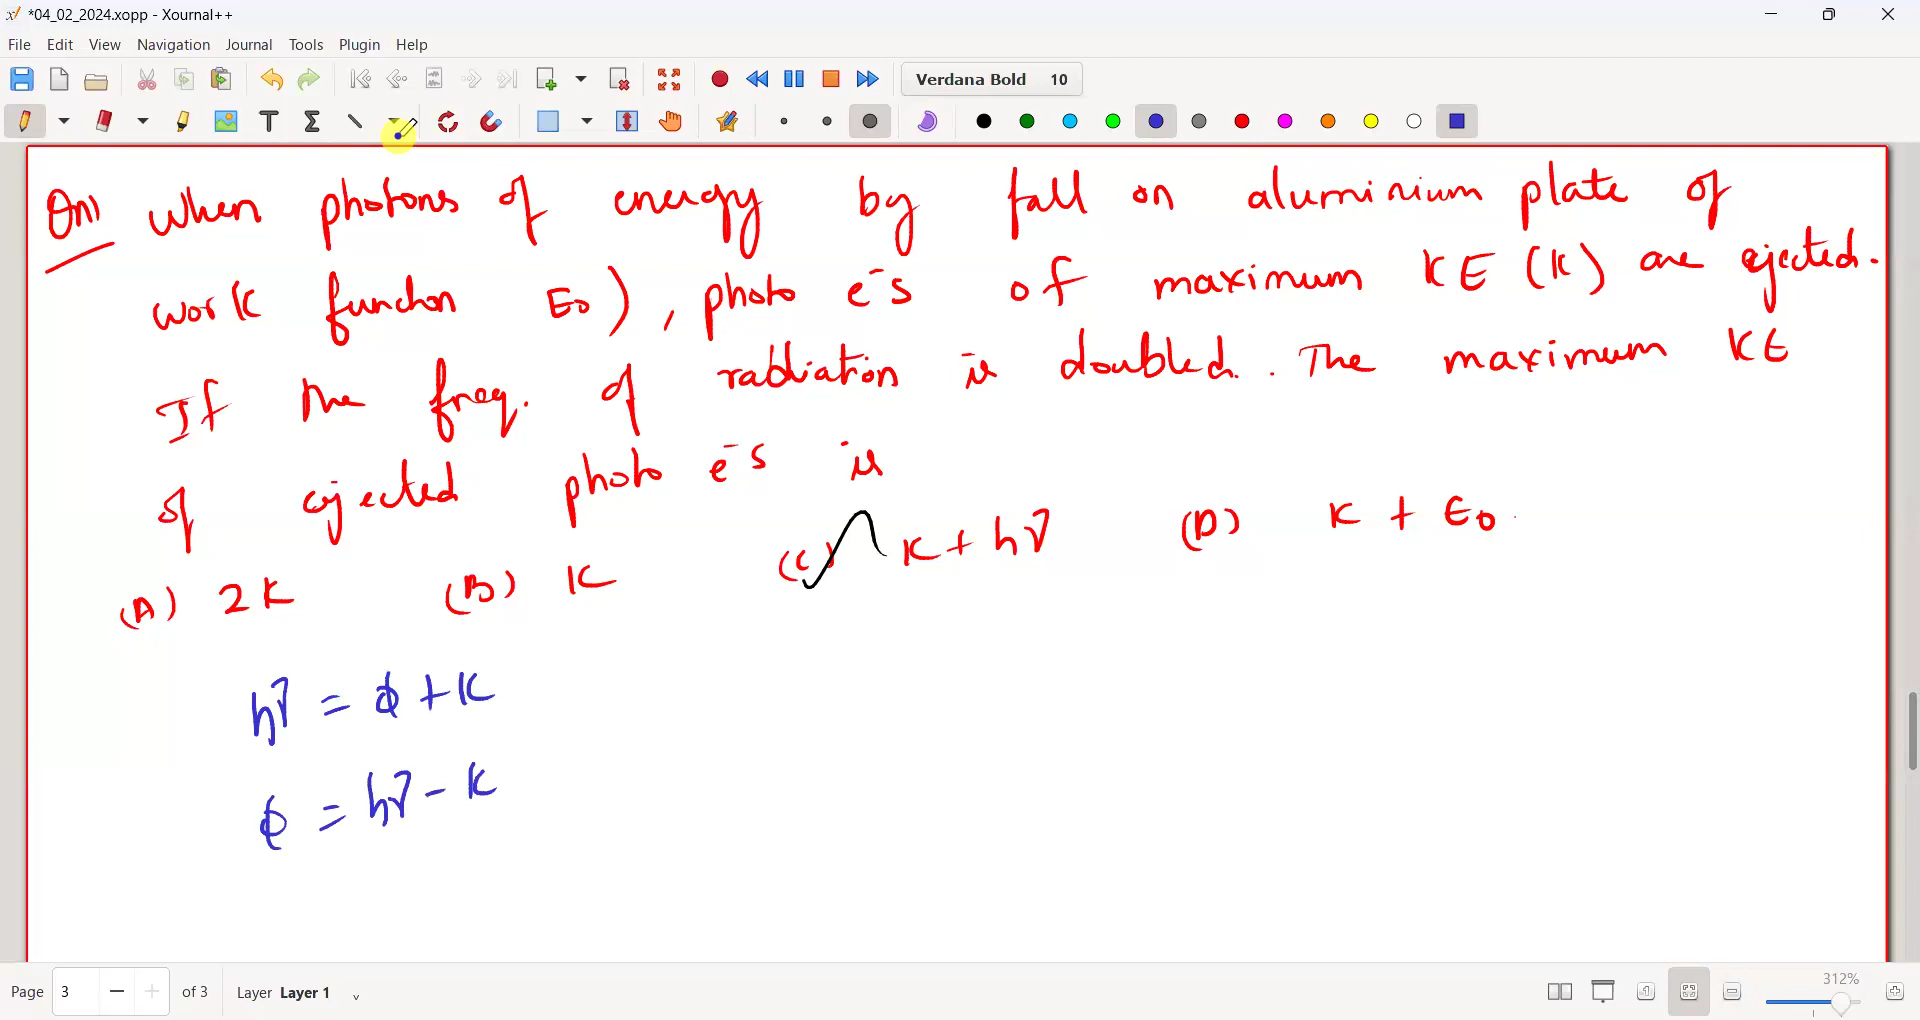 *04_02_2024.xopp - Xournal++
File Edit View Navigation Journal Tools Plugin Help
Verdana Bold 10
Qn) When photons of energy by fall on aluminium plate of
work function E0), photo e-s of maximum KE (K) are ejected.
If the freq. of radiation is doubled. The maximum KE
of ejected photo e-s is
(A) 2K (B) K (C) K + hν (D) K + E0
hν = φ + K
φ = hν - K
Page 3 of 3 Layer Layer 1 312%